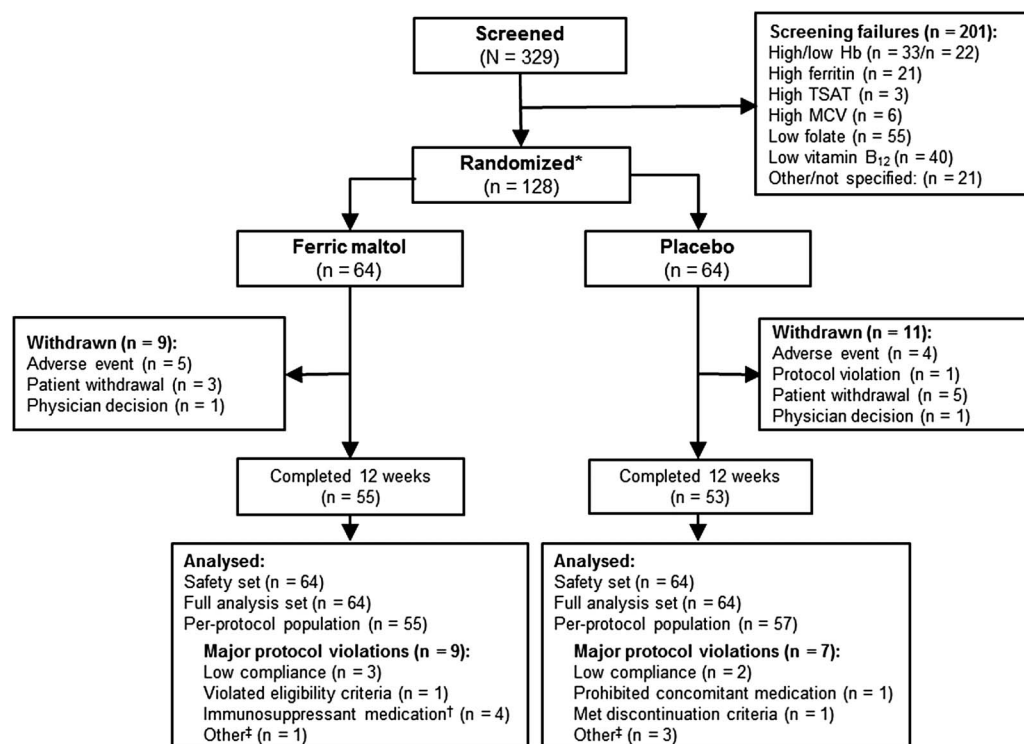 Screened
(N = 329)
Screening failures (n = 201):
High/low Hb (n = 33/n = 22)
High ferritin (n = 21)
High TSAT (n = 3)
High MCV (n = 6)
Low folate (n = 55)
Low vitamin B₁₂ (n = 40)
Other/not specified: (n = 21)
Randomized*
(n = 128)
Ferric maltol
(n = 64)
Placebo
(n = 64)
Withdrawn (n = 9):
Adverse event (n = 5)
Patient withdrawal (n = 3)
Physician decision (n = 1)
Withdrawn (n = 11):
Adverse event (n = 4)
Protocol violation (n = 1)
Patient withdrawal (n = 5)
Physician decision (n = 1)
Completed 12 weeks
(n = 55)
Completed 12 weeks
(n = 53)
Analysed:
Safety set (n = 64)
Full analysis set (n = 64)
Per-protocol population (n = 55)
Major protocol violations (n = 9):
Low compliance (n = 3)
Violated eligibility criteria (n = 1)
Immunosuppressant medication† (n = 4)
Other‡ (n = 1)
Analysed:
Safety set (n = 64)
Full analysis set (n = 64)
Per-protocol population (n = 57)
Major protocol violations (n = 7):
Low compliance (n = 2)
Prohibited concomitant medication (n = 1)
Met discontinuation criteria (n = 1)
Other‡ (n = 3)